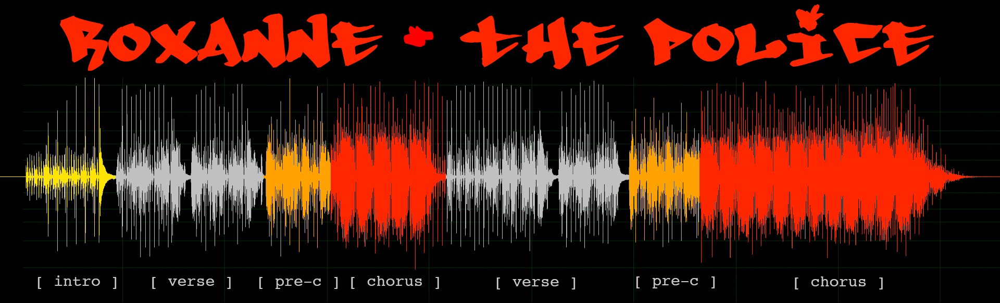 ROXANNE - THE POLiCE
[ intro ] [ verse ] [ pre-c ] [ chorus ] [ verse ] [ pre-c ] [ chorus ]